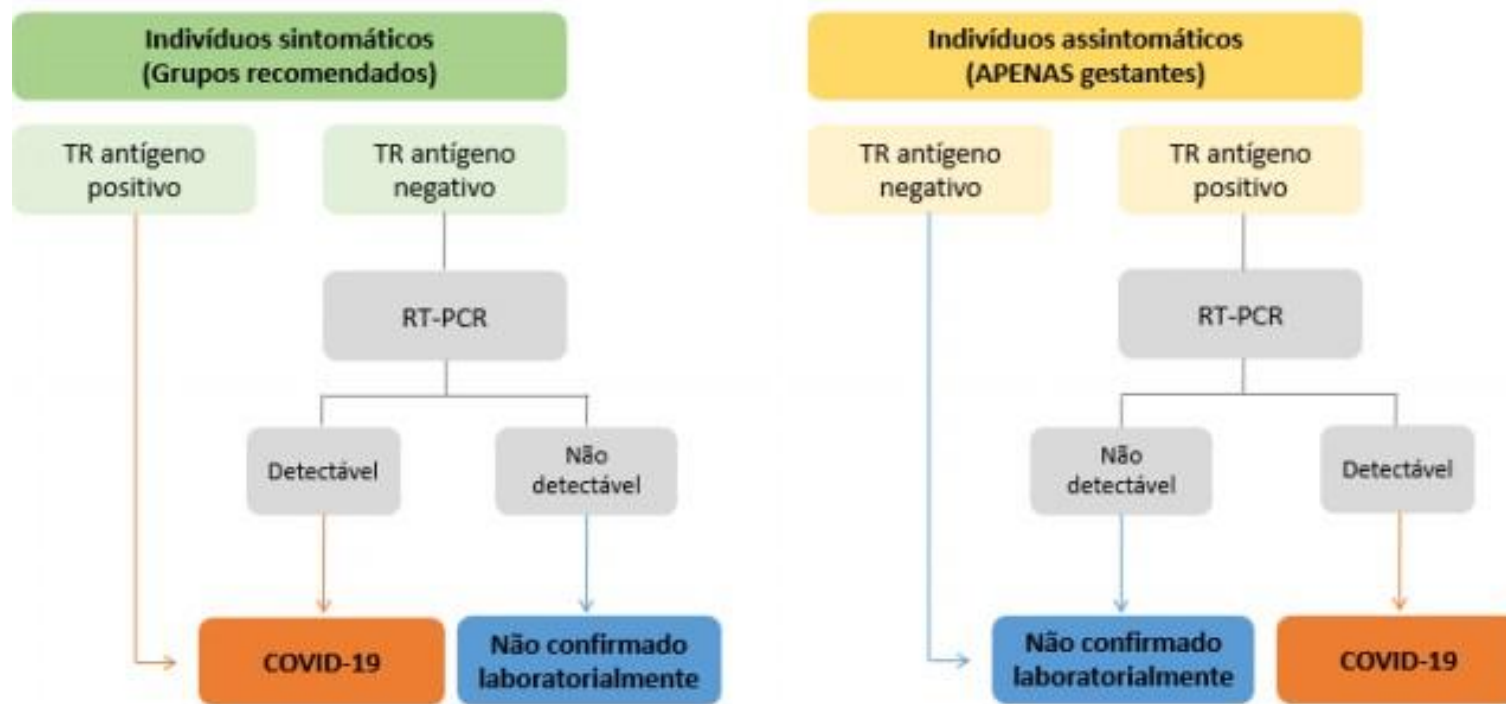 Indivíduos sintomáticos
(Grupos recomendados)
TR antígeno
positivo
TR antígeno
negativo
RT-PCR
Detectável
Não
detectável
COVID-19
Não confirmado
laboratorialmente
Indivíduos assintomáticos
(APENAS gestantes)
TR antígeno
negativo
TR antígeno
positivo
RT-PCR
Não
detectável
Detectável
Não confirmado
laboratorialmente
COVID-19